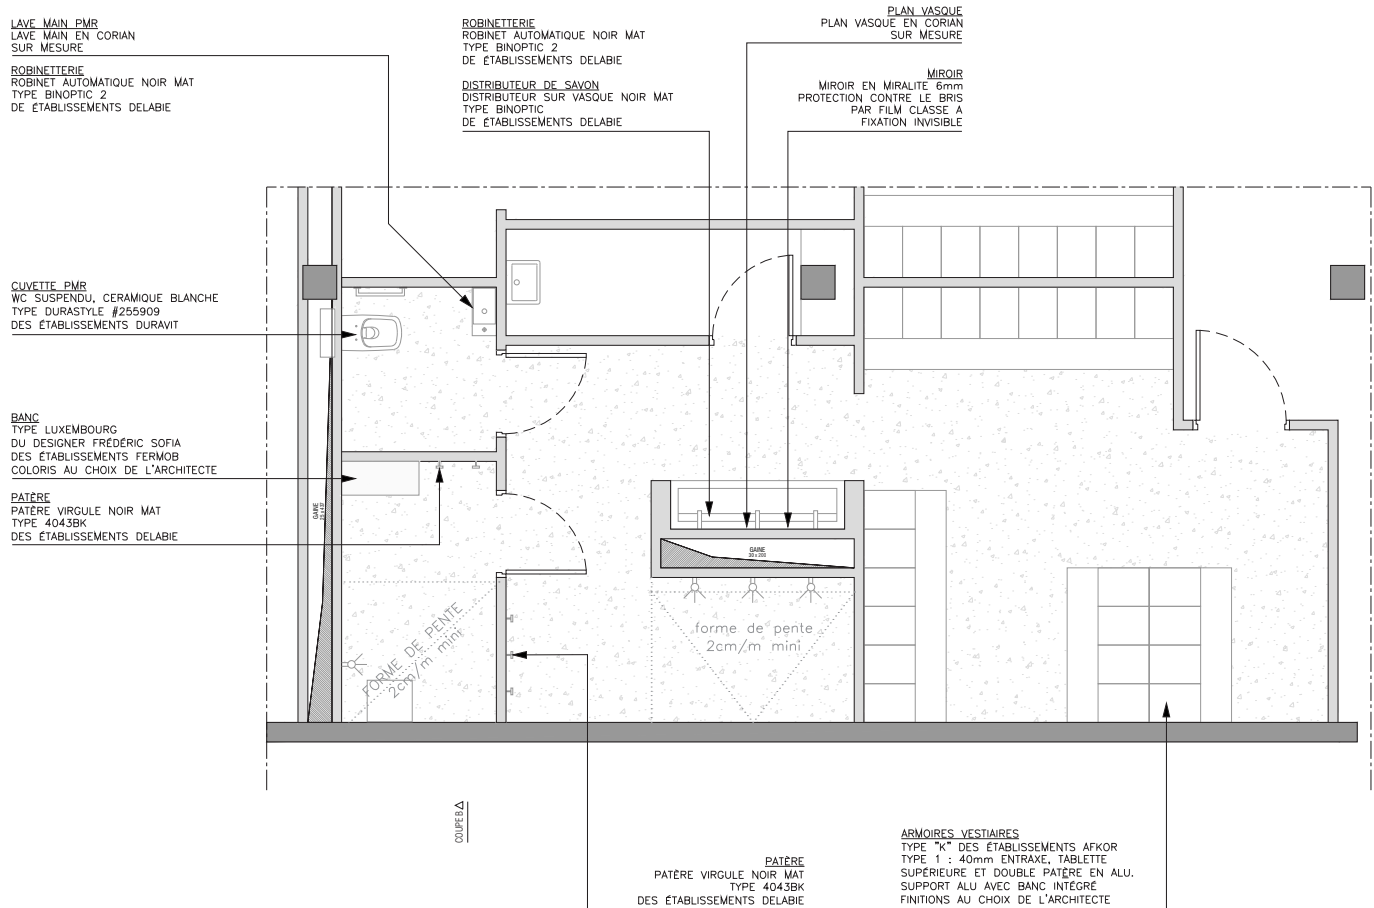 LAVE MAIN PMR
LAVE MAIN EN CORIAN
SUR MESURE
ROBINETTERIE
ROBINET AUTOMATIQUE NOIR MAT
TYPE BINOPTIC 2
DE ÉTABLISSEMENTS DELABIE
ROBINETTERIE
ROBINET AUTOMATIQUE NOIR MAT
TYPE BINOPTIC 2
DE ÉTABLISSEMENTS DELABIE
DISTRIBUTEUR DE SAVON
DISTRIBUTEUR SUR VASQUE NOIR MAT
TYPE BINOPTIC
DE ÉTABLISSEMENTS DELABIE
PLAN VASQUE
PLAN VASQUE EN CORIAN
SUR MESURE
MIROIR
MIROIR EN MIRALITE 6mm
PROTECTION CONTRE LE BRIS
PAR FILM CLASSE A
FIXATION INVISIBLE
CUVETTE PMR
WC SUSPENDU, CERAMIQUE BLANCHE
TYPE DURASTYLE #255909
DES ÉTABLISSEMENTS DURAVIT
BANC
TYPE LUXEMBOURG
DU DESIGNER FRÉDÉRIC SOFIA
DES ÉTABLISSEMENTS FERMOB
COLORIS AU CHOIX DE L'ARCHITECTE
PATÈRE
PATÈRE VIRGULE NOIR MAT
TYPE 4043BK
DES ÉTABLISSEMENTS DELABIE
GAINE
GAINE
30 x 200
FORME DE PENTE
2cm/m mini
forme de pente
2cm/m mini
COUPE B
PATÈRE
PATÈRE VIRGULE NOIR MAT
TYPE 4043BK
DES ÉTABLISSEMENTS DELABIE
ARMOIRES VESTIAIRES
TYPE "K" DES ÉTABLISSEMENTS AFKOR
TYPE 1 : 40mm ENTRAXE, TABLETTE
SUPÉRIEURE ET DOUBLE PATÈRE EN ALU.
SUPPORT ALU AVEC BANC INTÉGRÉ
FINITIONS AU CHOIX DE L'ARCHITECTE